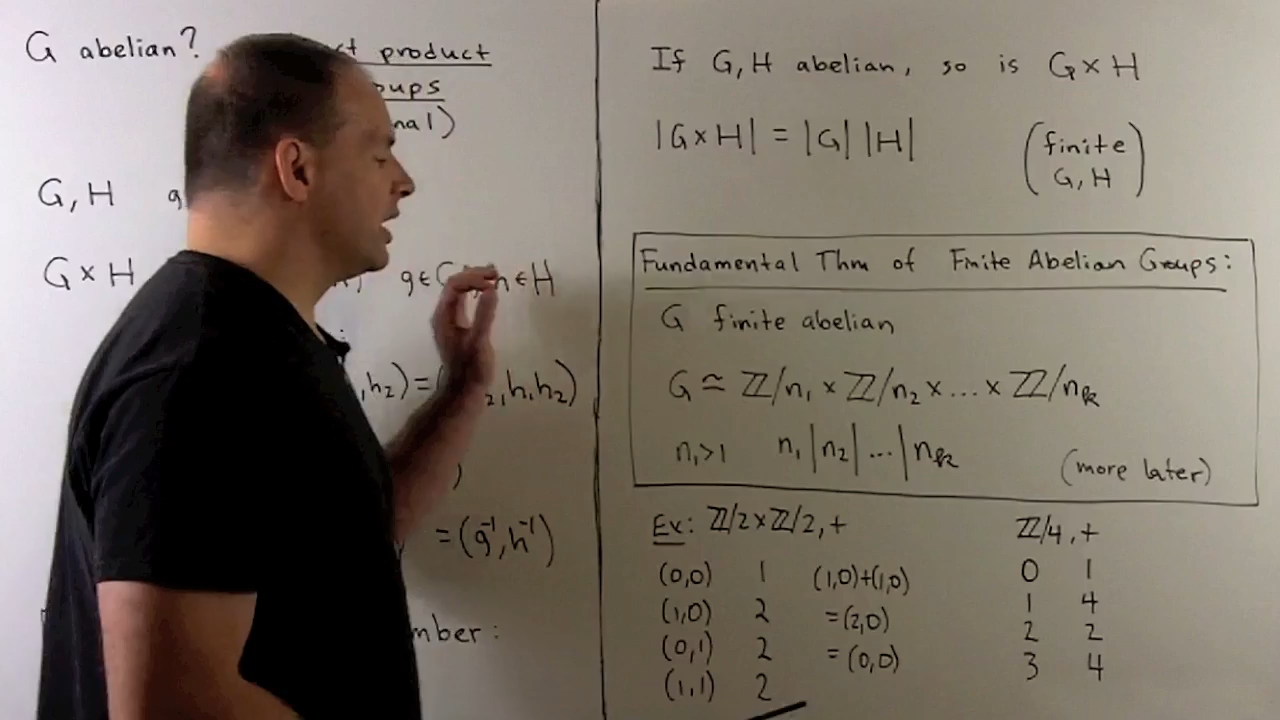 G abelian?
product
G, H
G × H
g ∈ h ∈ H
, h₂) = ( ₂, h₁h₂)
)
= (g⁻¹, h⁻¹)
If G, H abelian, so is G × H
|G × H| = |G| |H| (finite G, H)
Fundamental Thm of Finite Abelian Groups:
G finite abelian
G ≃ ℤ/n₁ × ℤ/n₂ × ... × ℤ/nₖ
n₁ > 1 n₁ | n₂ | ... | nₖ (more later)
Ex: ℤ/2 × ℤ/2, + ℤ/4, +
(0,0) 1 (1,0)+(1,0) 0 1
(1,0) 2 = (2,0) 1 4
(0,1) 2 = (0,0) 2 2
(1,1) 2 3 4